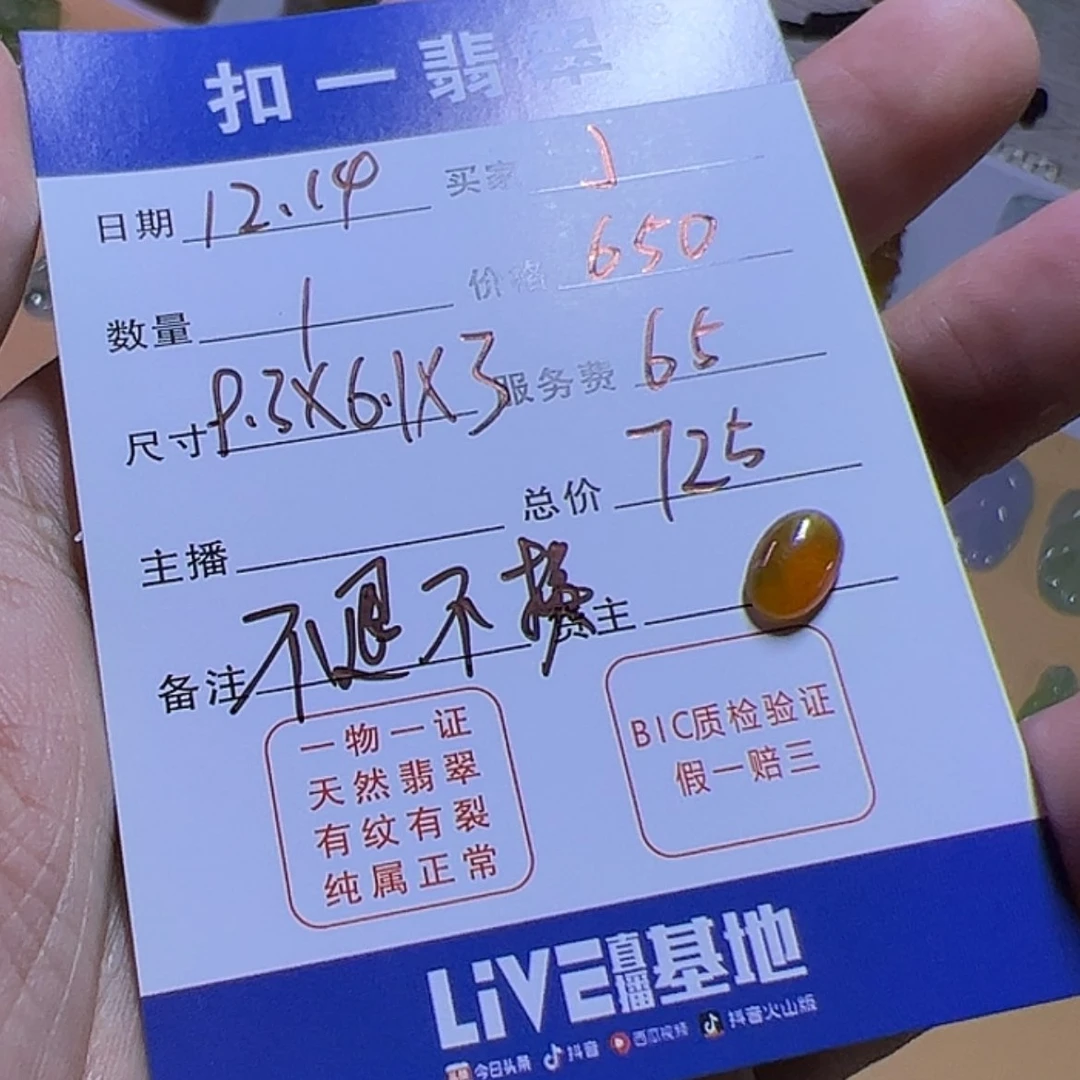 扣一翡翠
日期 12.14 买家
数量 1 价格 650
尺寸 9.3X6.1X3 服务费 65
主播 总价 725
备注 不退不换 货主
一物一证
天然翡翠
有纹有裂
纯属正常
BIC质检验证
假一赔三
LiVE直播基地
今日头条 抖音 西瓜视频 抖音火山版